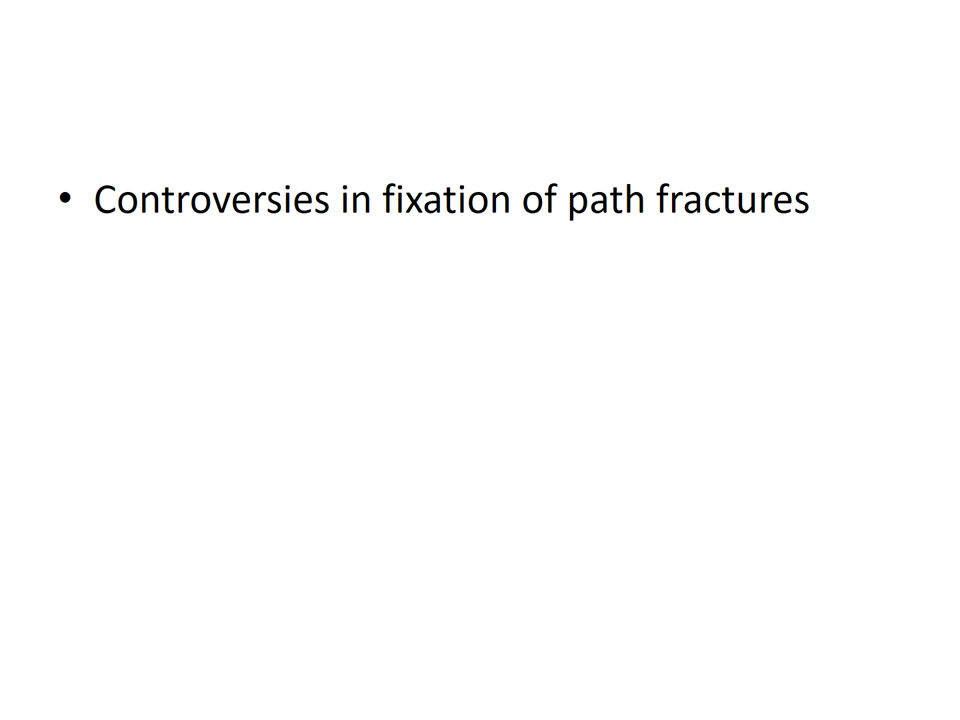 • Controversies in fixation of path fractures